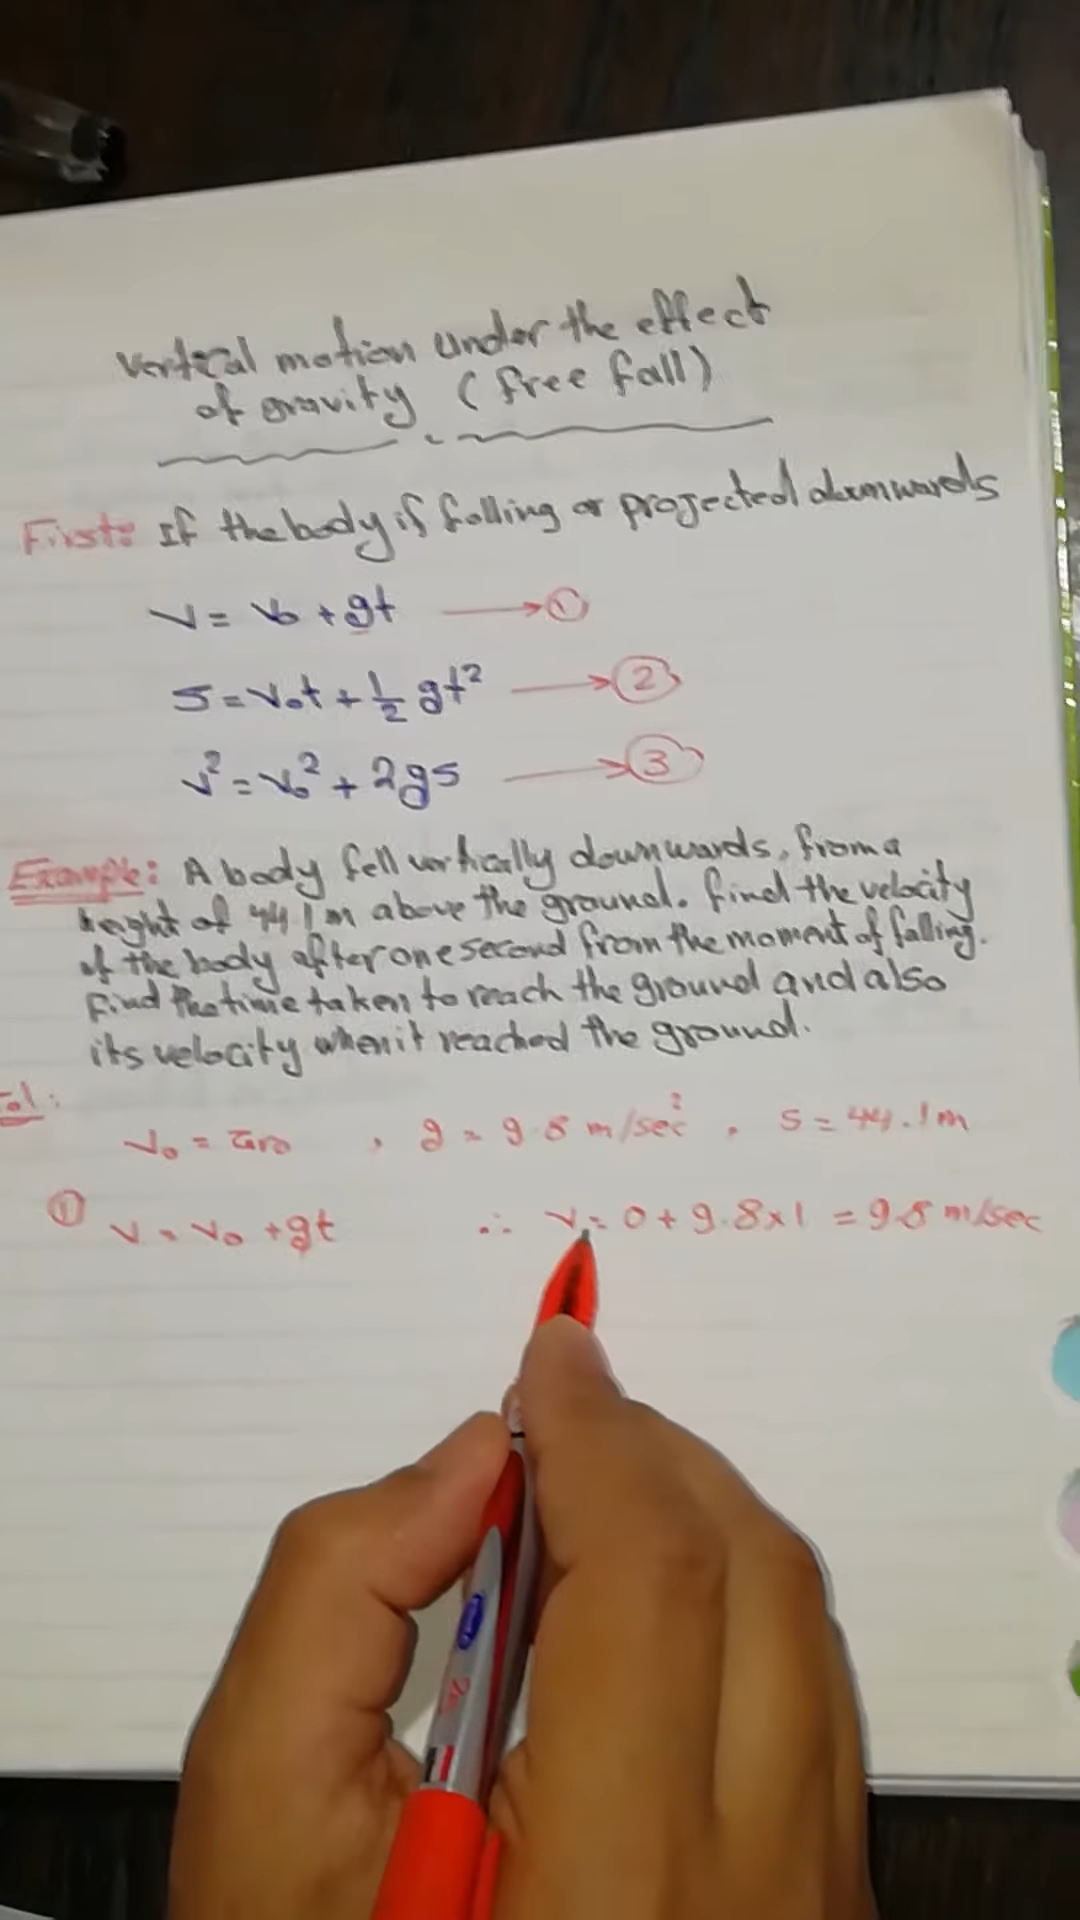 Vertical motion under the effect
of gravity (free fall)
First: If the body if falling or projected downwards
V = V0 + gt → ①
S = V0t + 1/2 gt² → ②
V² = V0² + 2gs → ③
Example: A body fell vertically downwards, from a
height of 44.1 m above the ground. find the velocity
of the body after one second from the moment of falling.
Find the time taken to reach the ground and also
its velocity when it reached the ground.
Sol:
V0 = zero , g = 9.8 m/sec² , S = 44.1m
① V = V0 + gt ∴ V = 0 + 9.8 × 1 = 9.8 m/sec